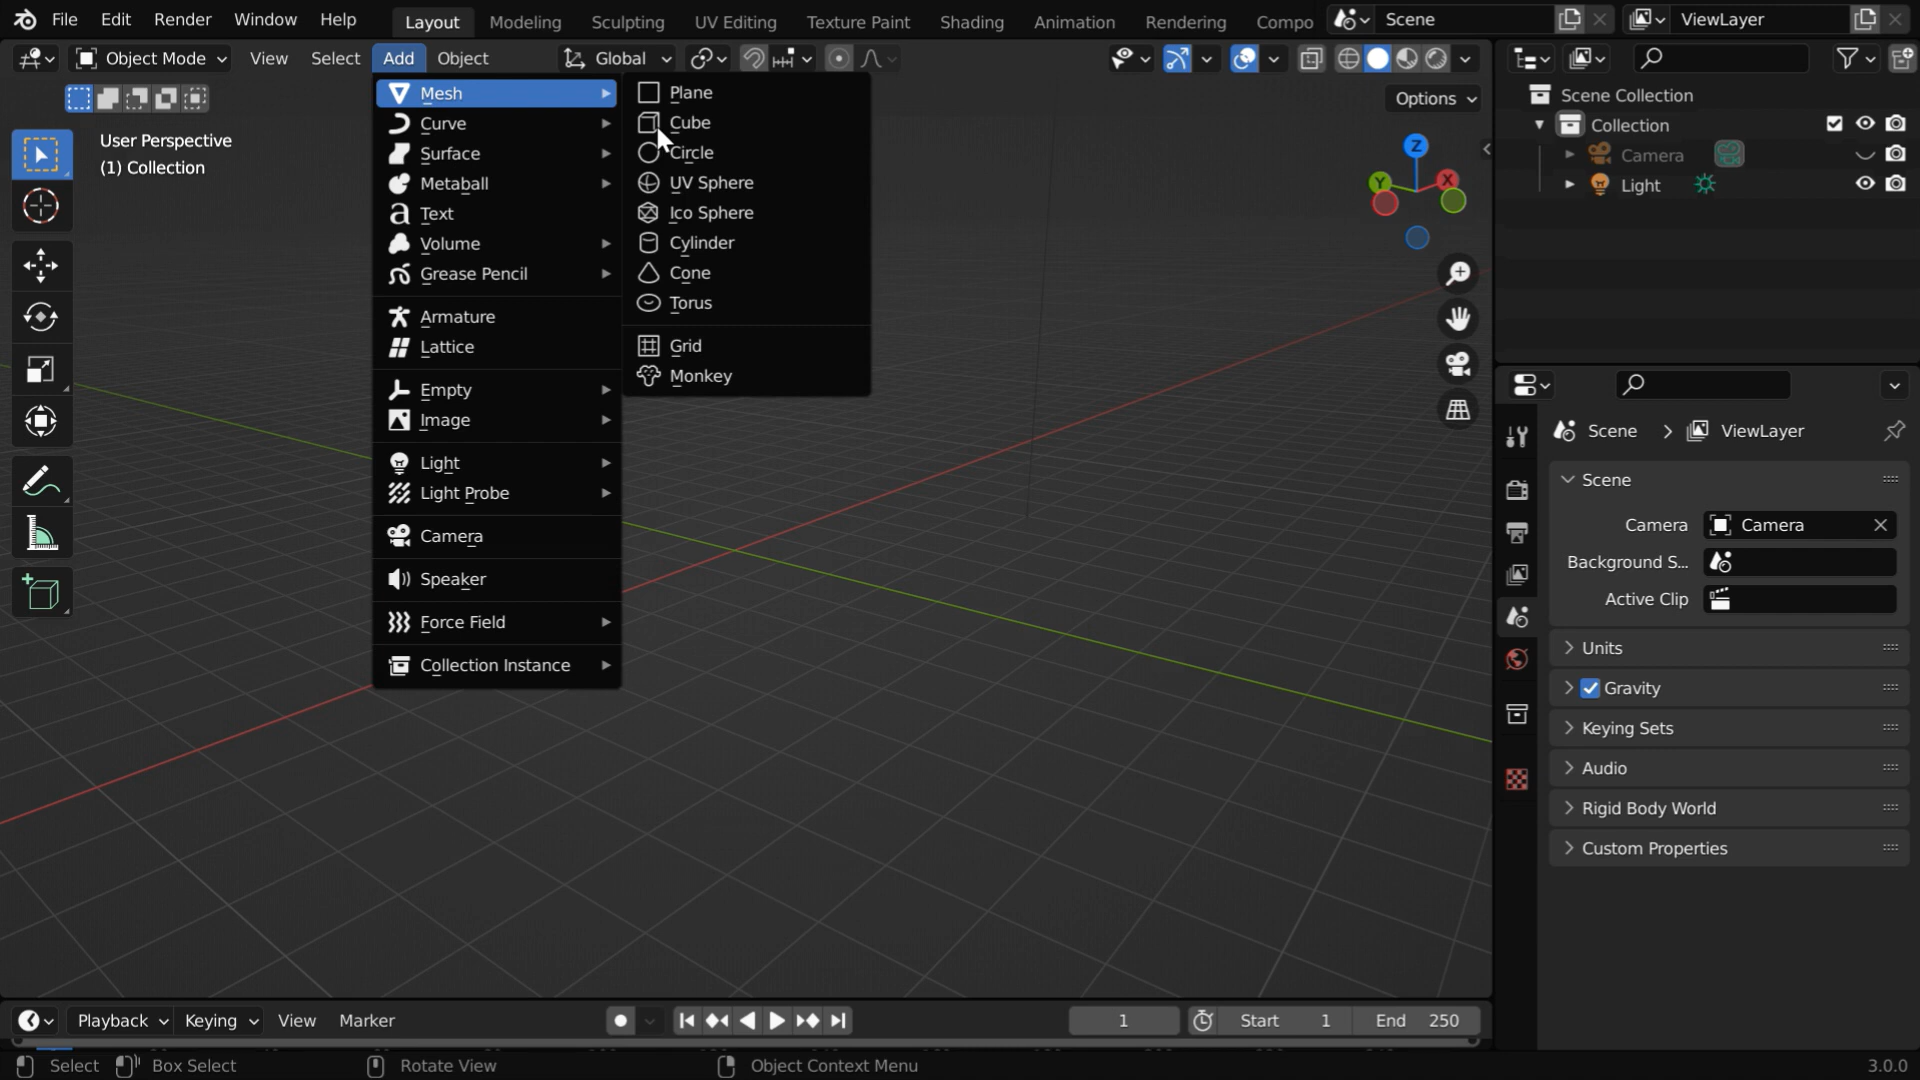 File Edit Render Window Help Layout Modeling Sculpting UV Editing Texture Paint Shading Animation Rendering Compo Scene ViewLayer
Object Mode View Select Add Object Global
Options
User Perspective
(1) Collection
Mesh
Curve
Surface
Metaball
Text
Volume
Grease Pencil
Armature
Lattice
Empty
Image
Light
Light Probe
Camera
Speaker
Force Field
Collection Instance
Plane
Cube
Circle
UV Sphere
Ico Sphere
Cylinder
Cone
Torus
Grid
Monkey
Z
Y X
Scene Collection
Collection
Camera
Light
Scene > ViewLayer
Scene
Camera Camera
Background S...
Active Clip
Units
Gravity
Keying Sets
Audio
Rigid Body World
Custom Properties
Playback Keying View Marker 1 Start 1 End 250
Select Box Select Rotate View Object Context Menu 3.0.0